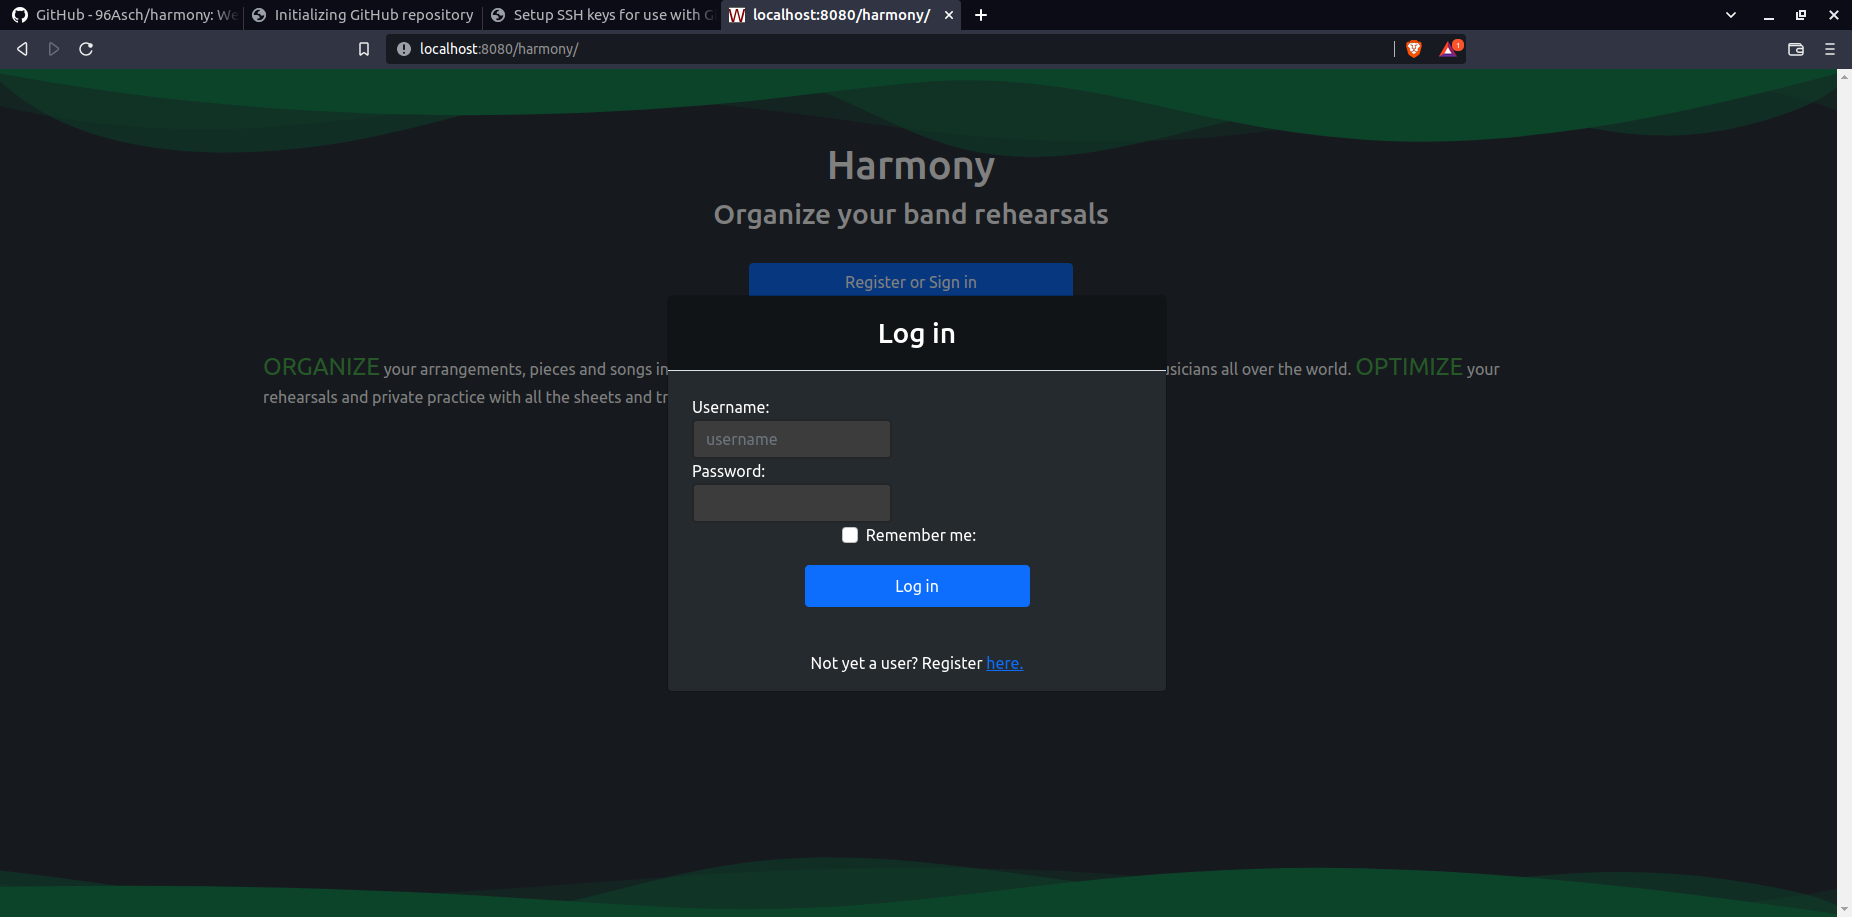 GitHub - 96Asch/harmony: We
Initializing GitHub repository
Setup SSH keys for use with G
localhost:8080/harmony/
localhost:8080/harmony/
1
Harmony
Organize your band rehearsals
Register or Sign in
Log in
ORGANIZE your arrangements, pieces and songs in
usicians all over the world. OPTIMIZE your
rehearsals and private practice with all the sheets and tr
Username:
username
Password:
Remember me:
Log in
Not yet a user? Register here.